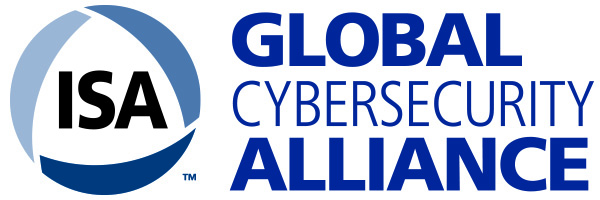 ISA
™
GLOBAL
CYBERSECURITY
ALLIANCE